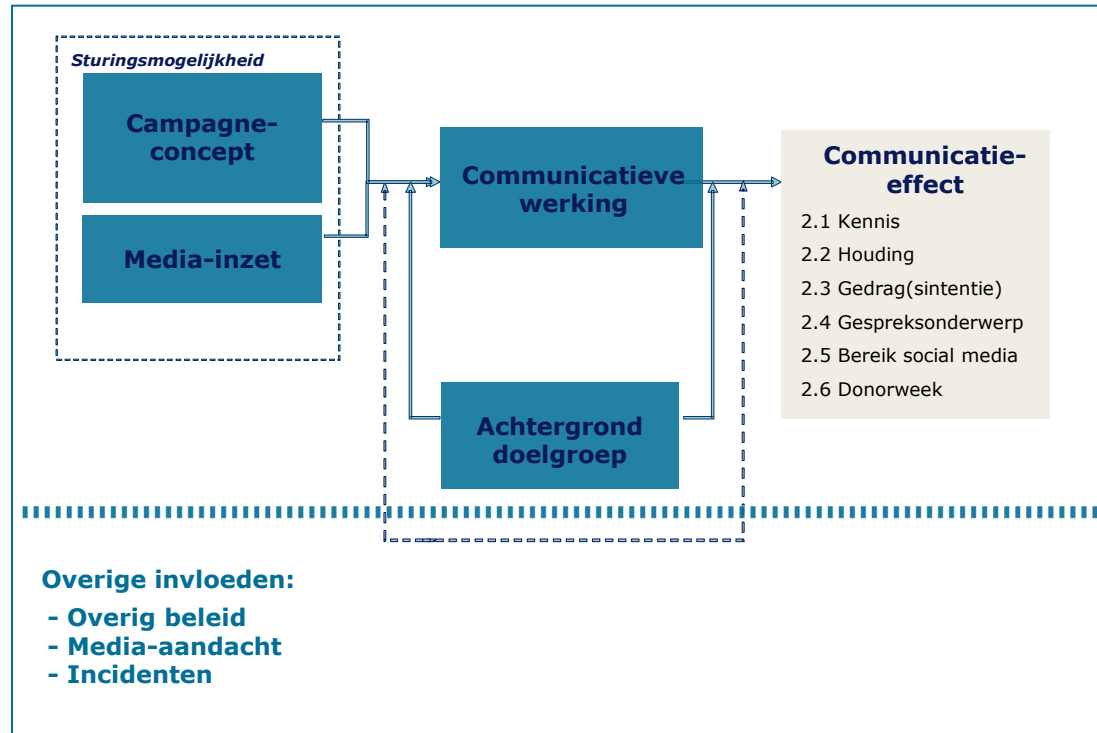 Sturingsmogelijkheid
Campagne-
concept
Media-inzet
Communicatieve
werking
Achtergrond
doelgroep
Communicatie-
effect
2.1 Kennis
2.2 Houding
2.3 Gedrag(sintentie)
2.4 Gespreksonderwerp
2.5 Bereik social media
2.6 Donorweek
Overige invloeden:
- Overig beleid
- Media-aandacht
- Incidenten